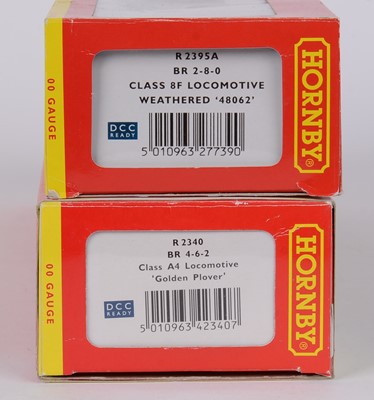 00 GAUGE
R 2395A
BR 2-8-0
CLASS 8F LOCOMOTIVE
WEATHERED '48062'
DCC
READY
5 010963 277390
HORNBY®
00 GAUGE
R 2340
BR 4-6-2
Class A4 Locomotive
'Golden Plover'
DCC
READY
5 010963 423407
HORNBY®